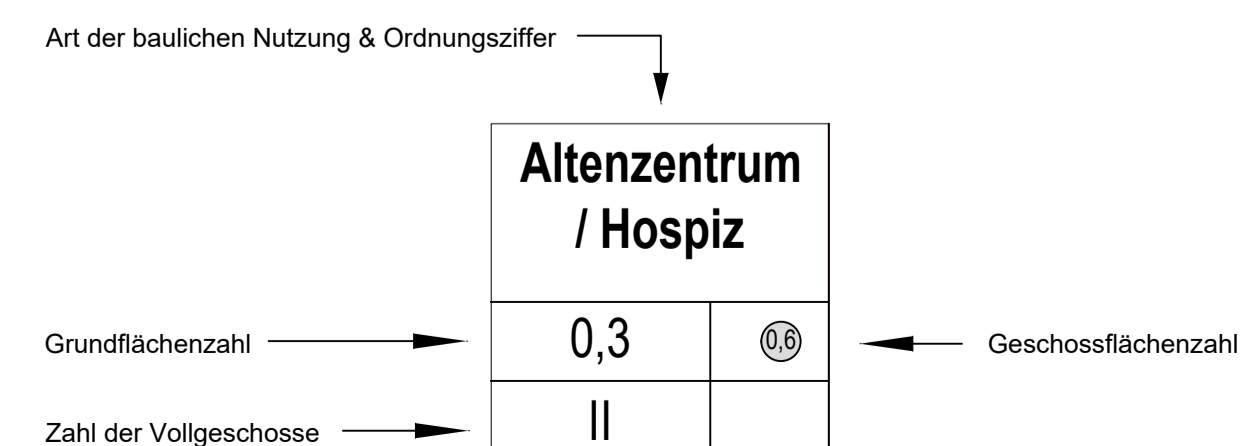 Art der baulichen Nutzung & Ordnungsziffer
Altenzentrum
/ Hospiz
Grundflächenzahl
0,3
0,6
Geschossflächenzahl
Zahl der Vollgeschosse
II